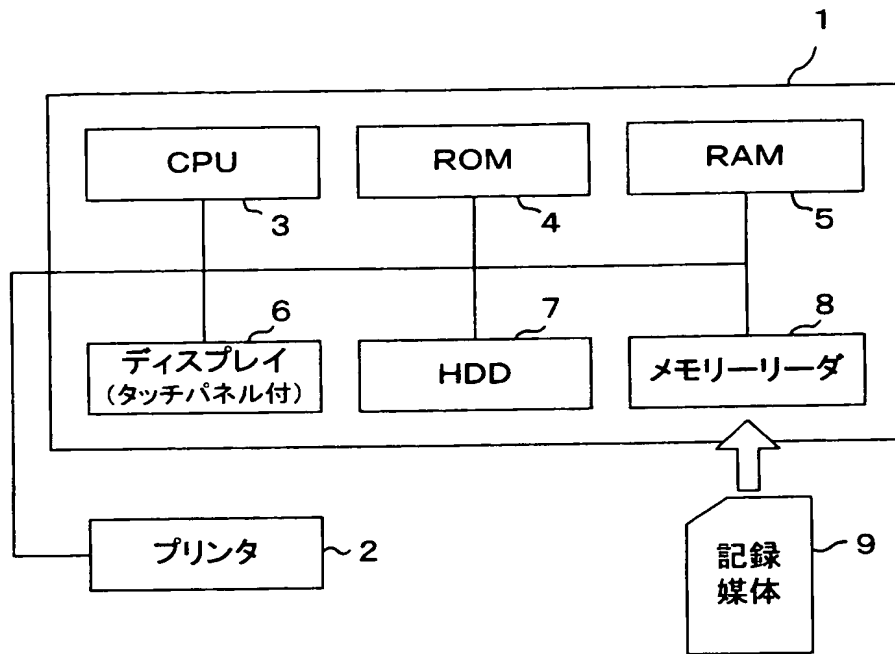 1
CPU
ROM
RAM
3
4
5
6
7
8
ディスプレイ
(タッチパネル付)
HDD
メモリーリーダ
プリンタ
2
記録
媒体
9